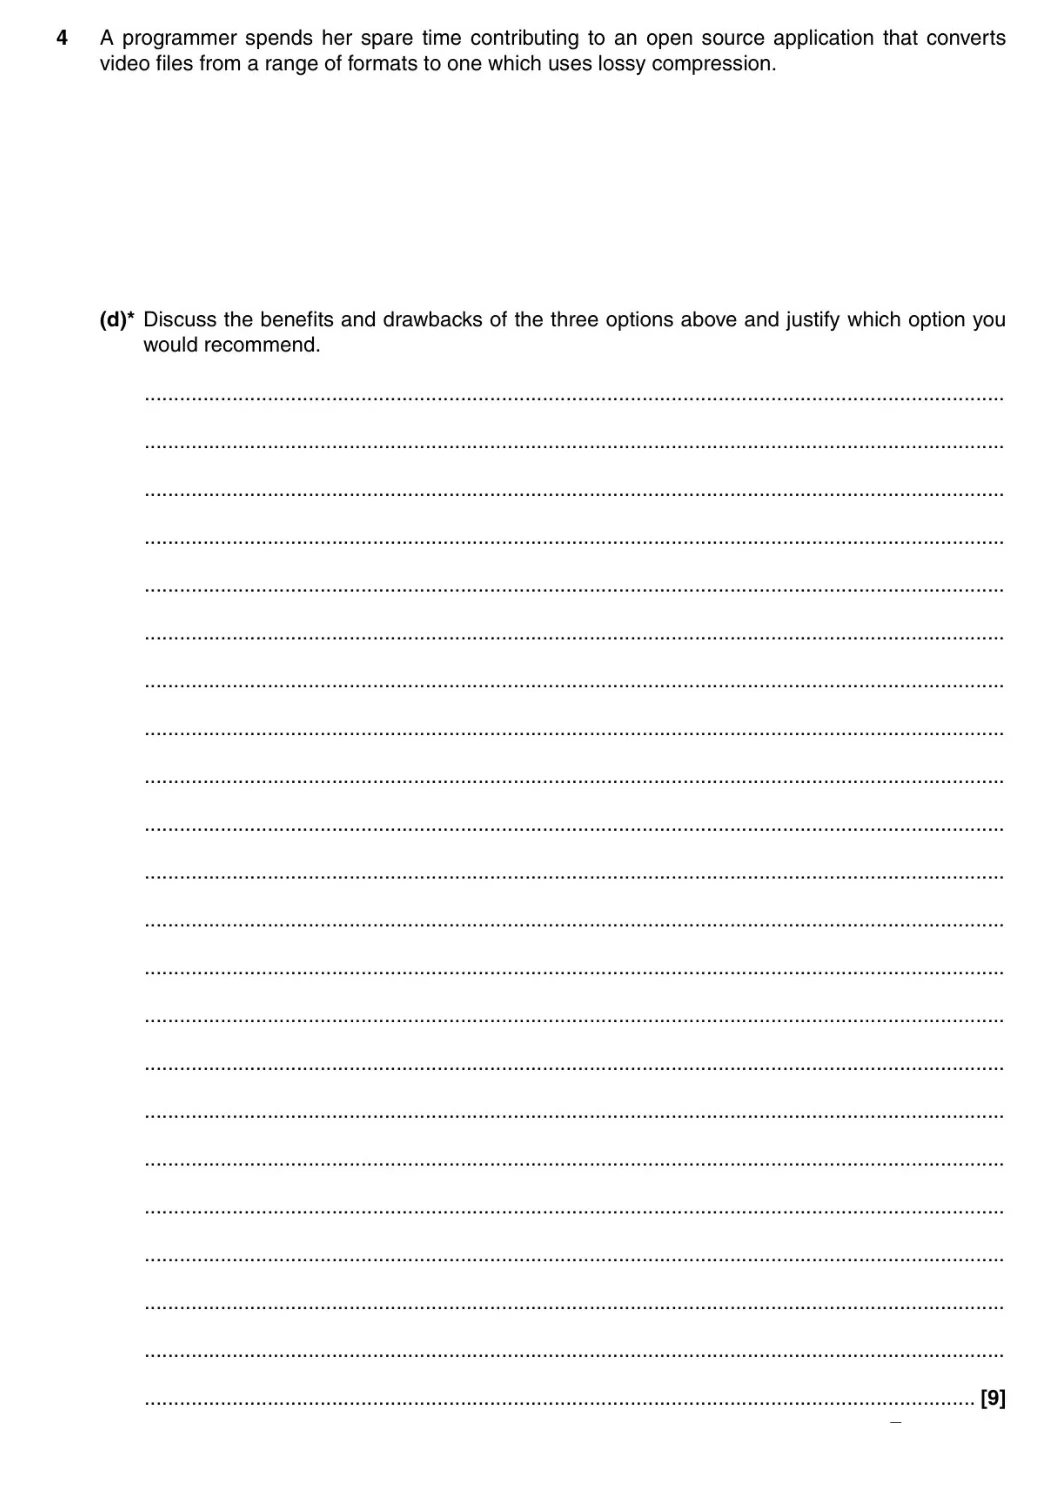 4 A programmer spends her spare time contributing to an open source application that converts
video files from a range of formats to one which uses lossy compression.
(d)* Discuss the benefits and drawbacks of the three options above and justify which option you
would recommend.
[9]